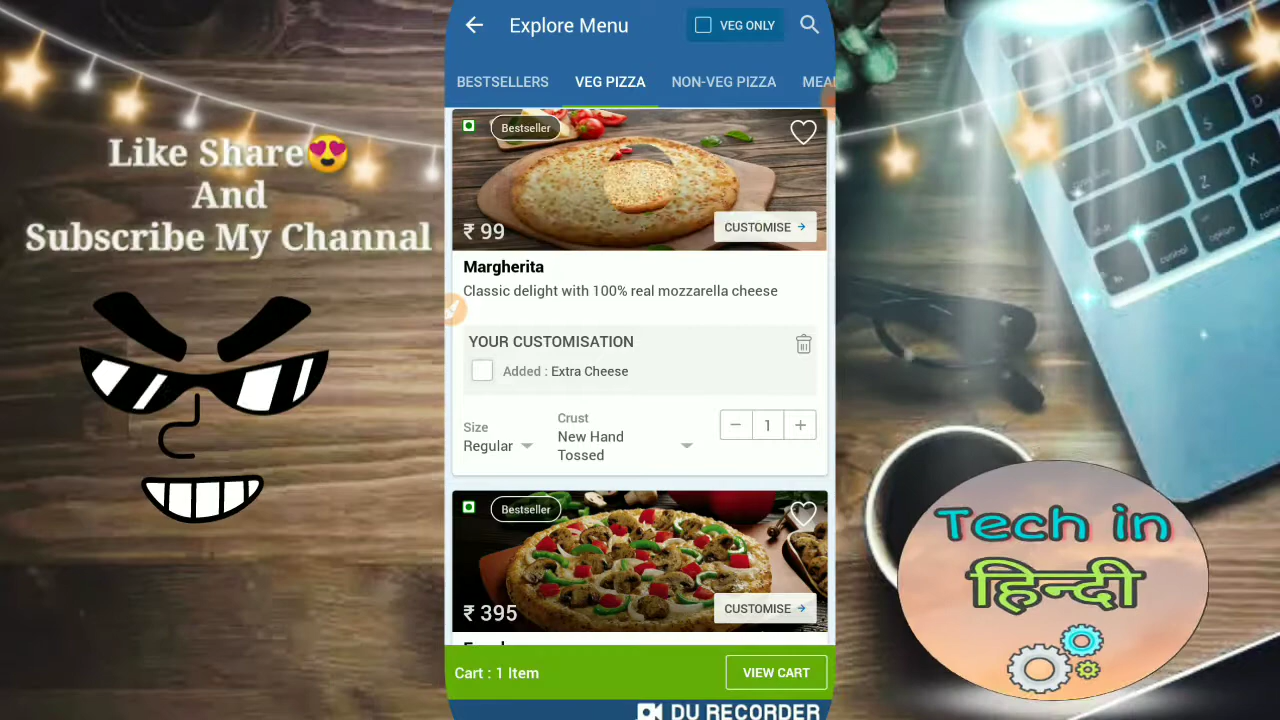 Like Share😍
And
Subscribe My Channal
Explore Menu
VEG ONLY
BESTSELLERS
VEG PIZZA
NON-VEG PIZZA
Bestseller
₹ 99
CUSTOMISE →
Margherita
Classic delight with 100% real mozzarella cheese
YOUR CUSTOMISATION
Added : Extra Cheese
Size
Regular
Crust
New Hand
Tossed
− 1 +
Bestseller
₹ 395
CUSTOMISE →
Cart : 1 Item
VIEW CART
DU RECORDER
Tech in
हिन्दी
A
S
D
Z
X
control
option